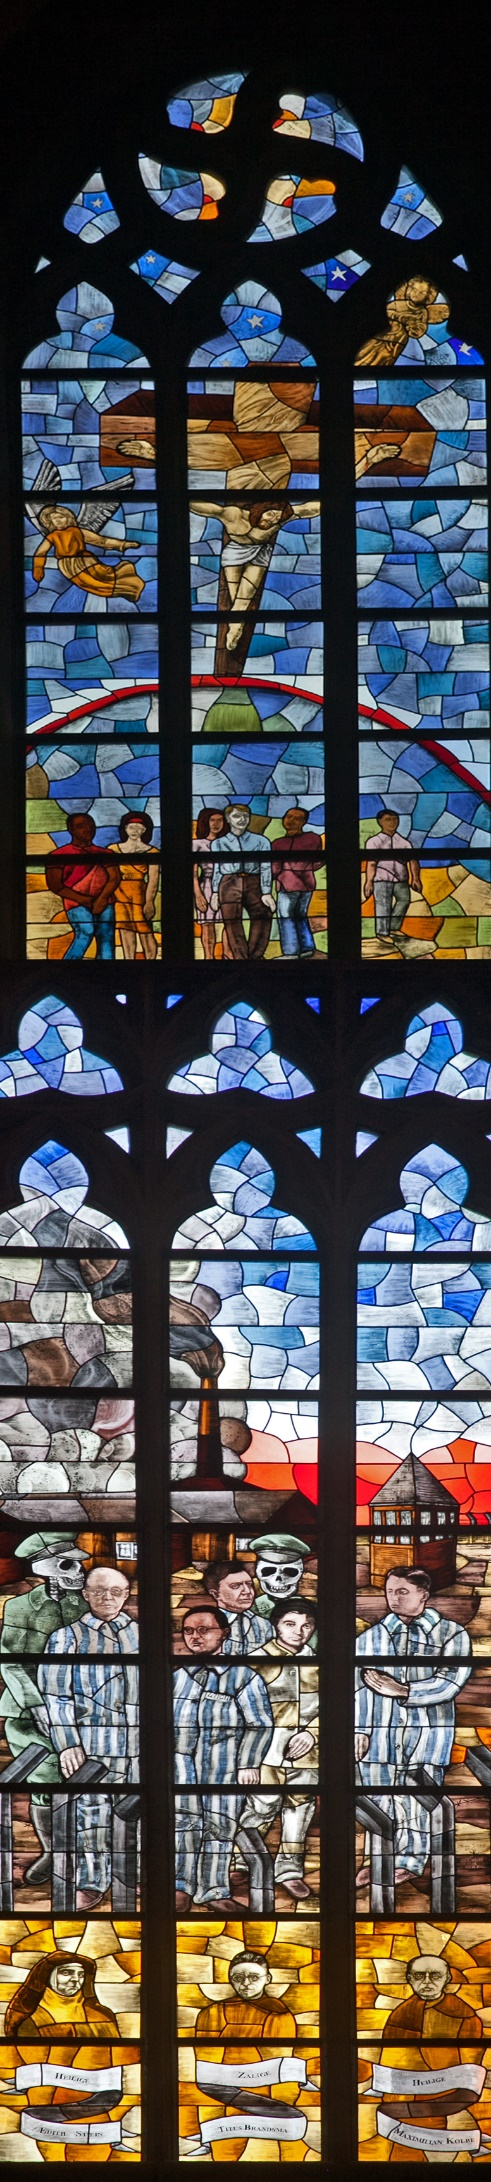 HEILIGE
EDITH STEIN
ZALIGE
TITUS BRANDSMA
HEILIGE
MAXIMILIAN KOLBE